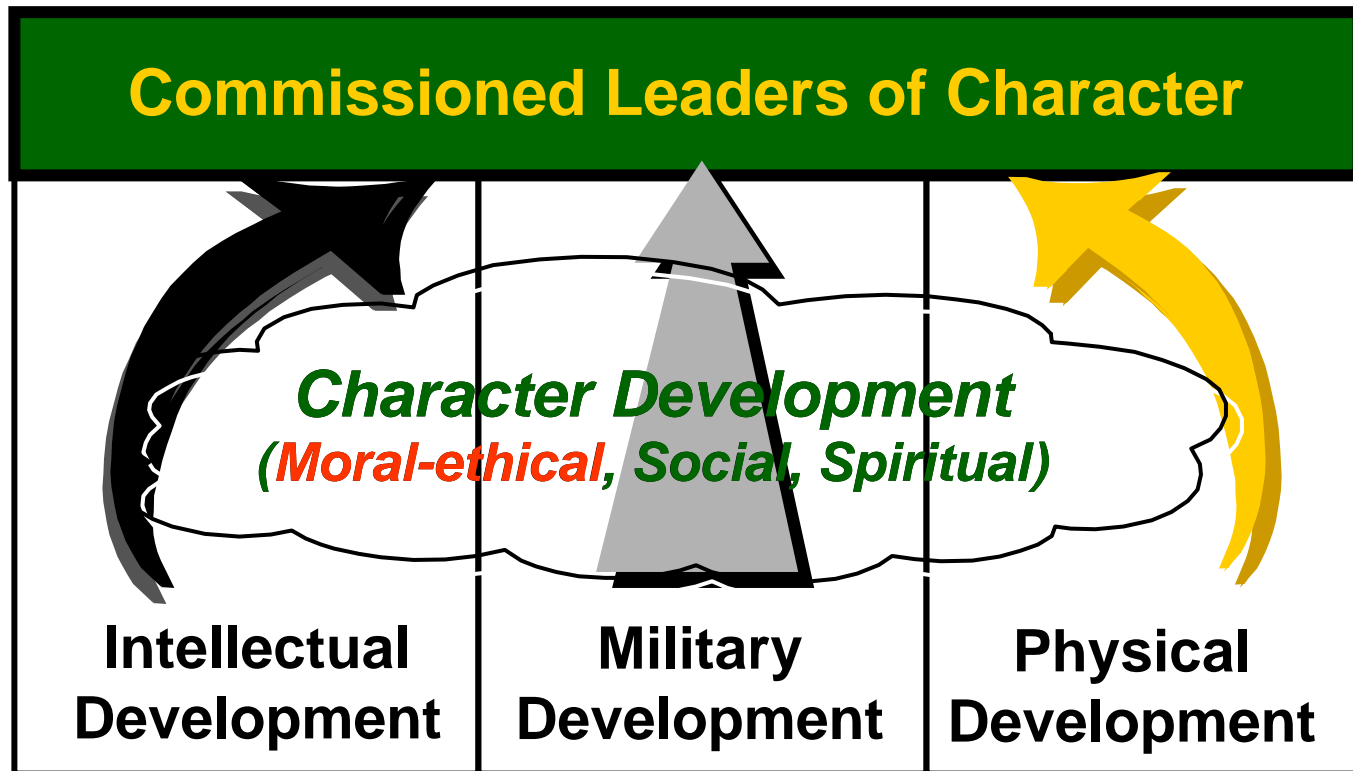 Commissioned Leaders of Character
Character Development
(Moral-ethical, Social, Spiritual)
Intellectual
Development
Military
Development
Physical
Development